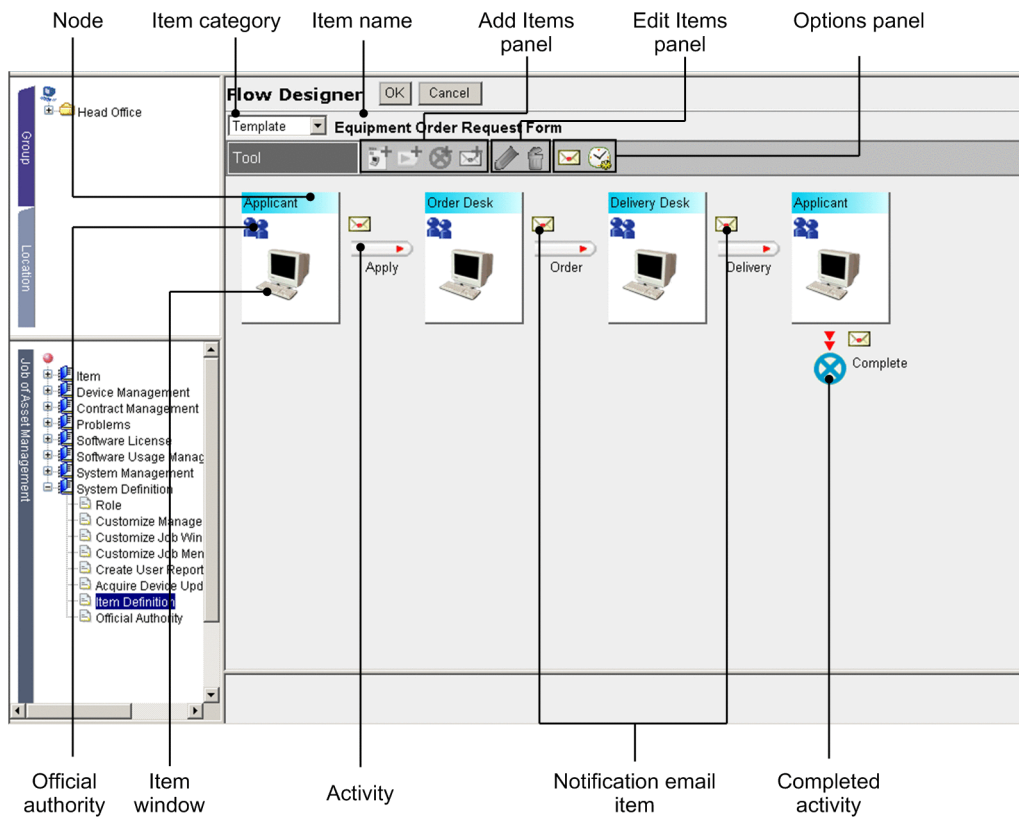 Node
Item category
Item name
Add Items
panel
Edit Items
panel
Options panel
Group
Location
Head Office
Flow Designer
OK
Cancel
Template
Equipment Order Request Form
Tool
Applicant
Order Desk
Delivery Desk
Applicant
Apply
Order
Delivery
Complete
Job of Asset Management
Item
Device Management
Contract Management
Problems
Software License
Software Usage Manag
System Management
System Definition
Role
Customize Manage
Customize Job Win
Customize Job Men
Create User Report
Acquire Device Upd
Item Definition
Official Authority
Official
authority
Item
window
Activity
Notification email
item
Completed
activity